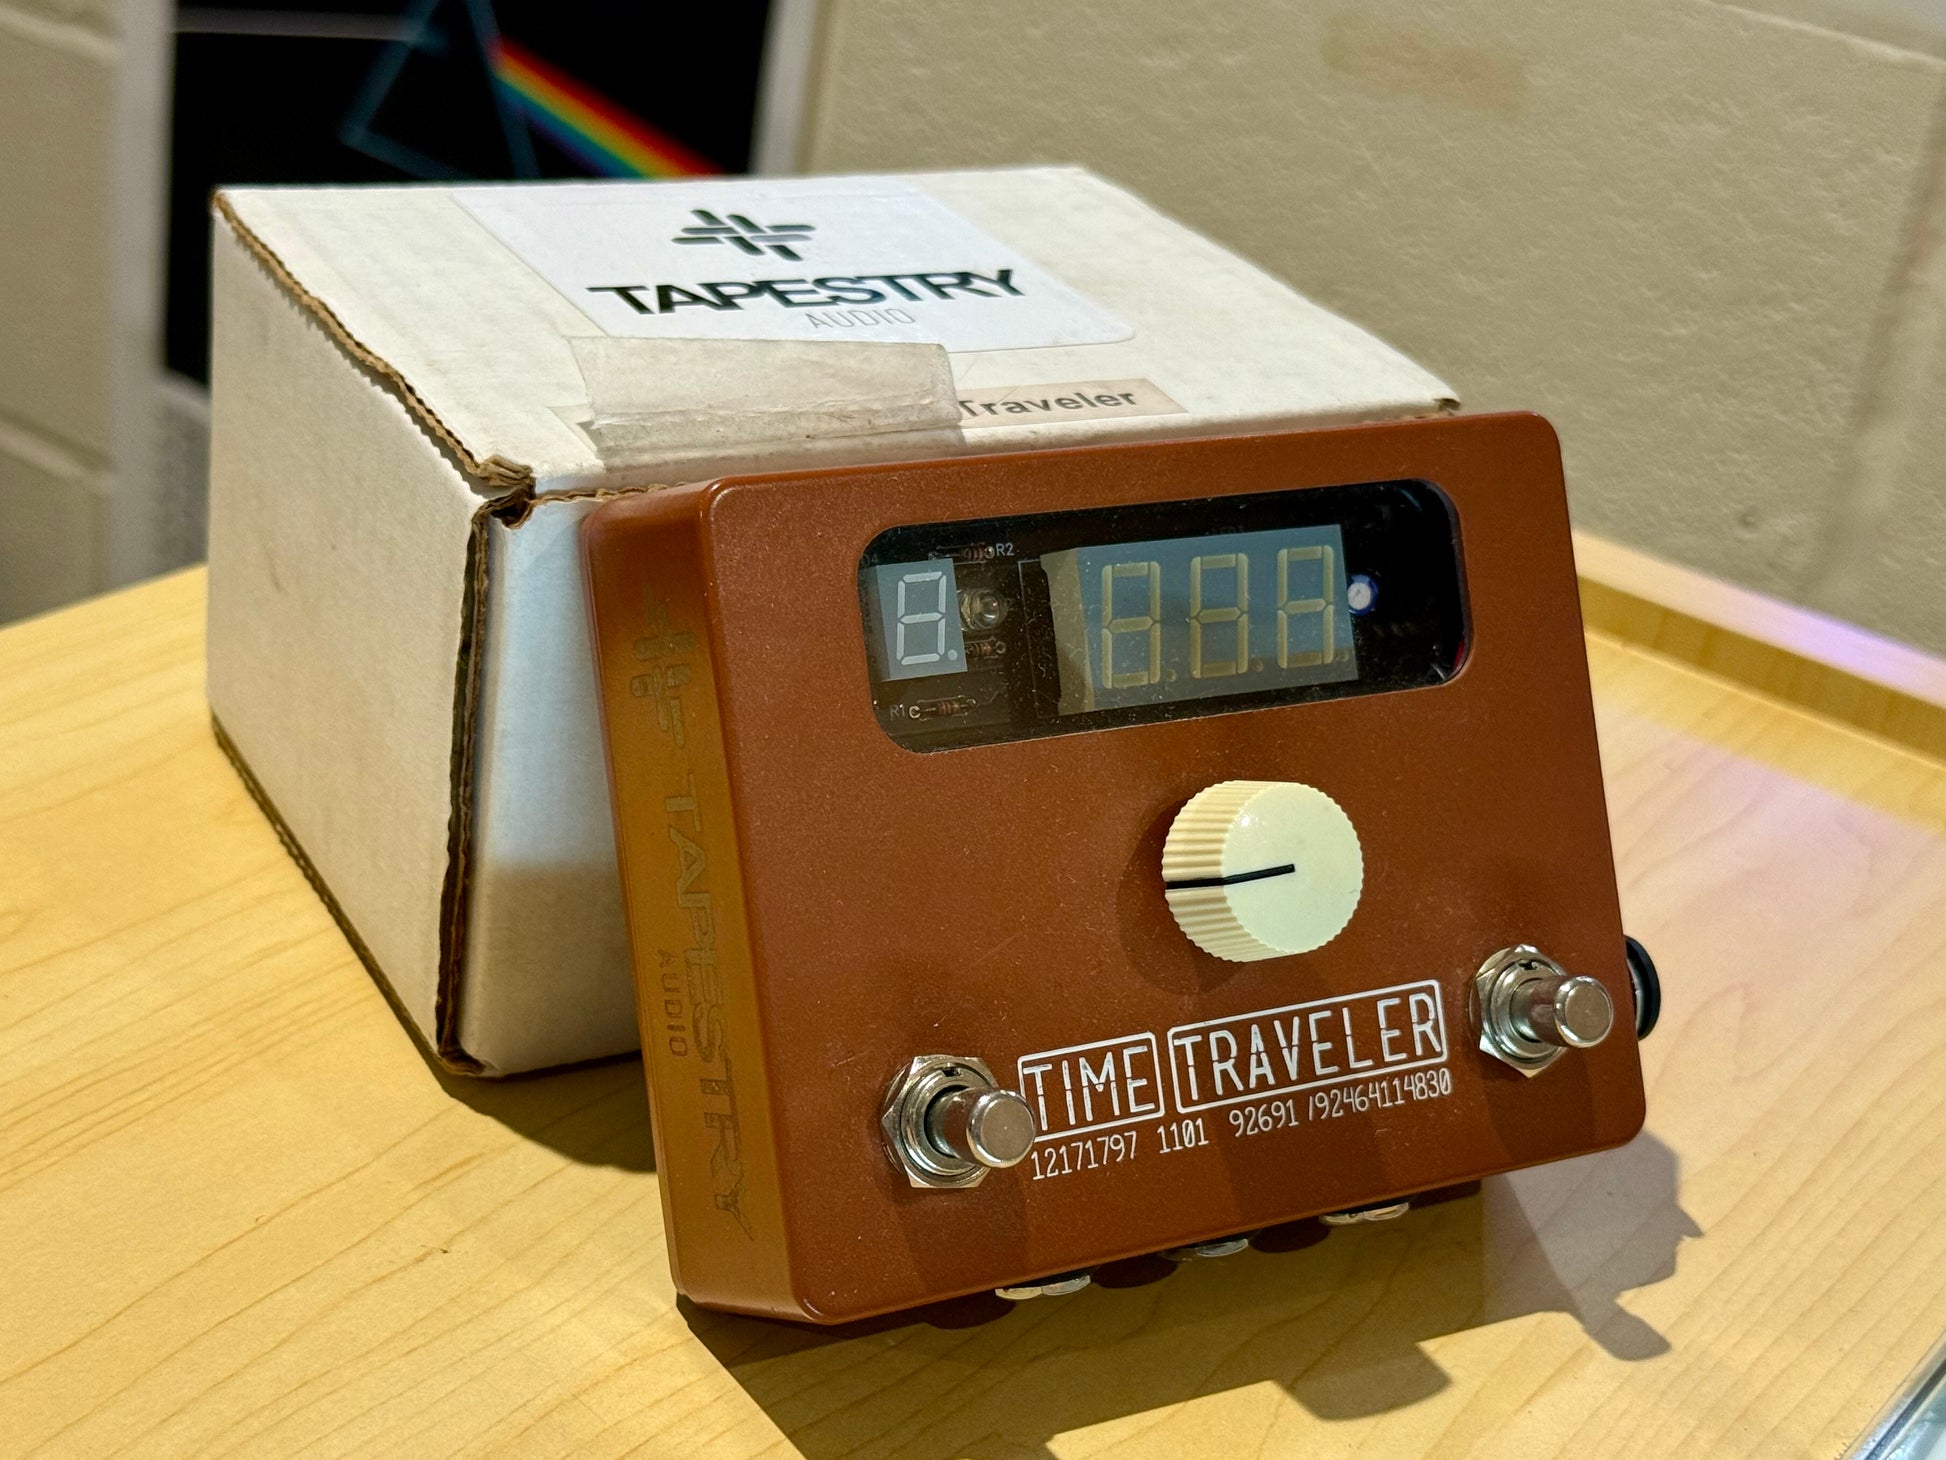 TAPESTRY
AUDIO
Traveler
R2
R1
TAPESTRY
AUDIO
TIME TRAVELER
12171797 1101 92691 /92464114830